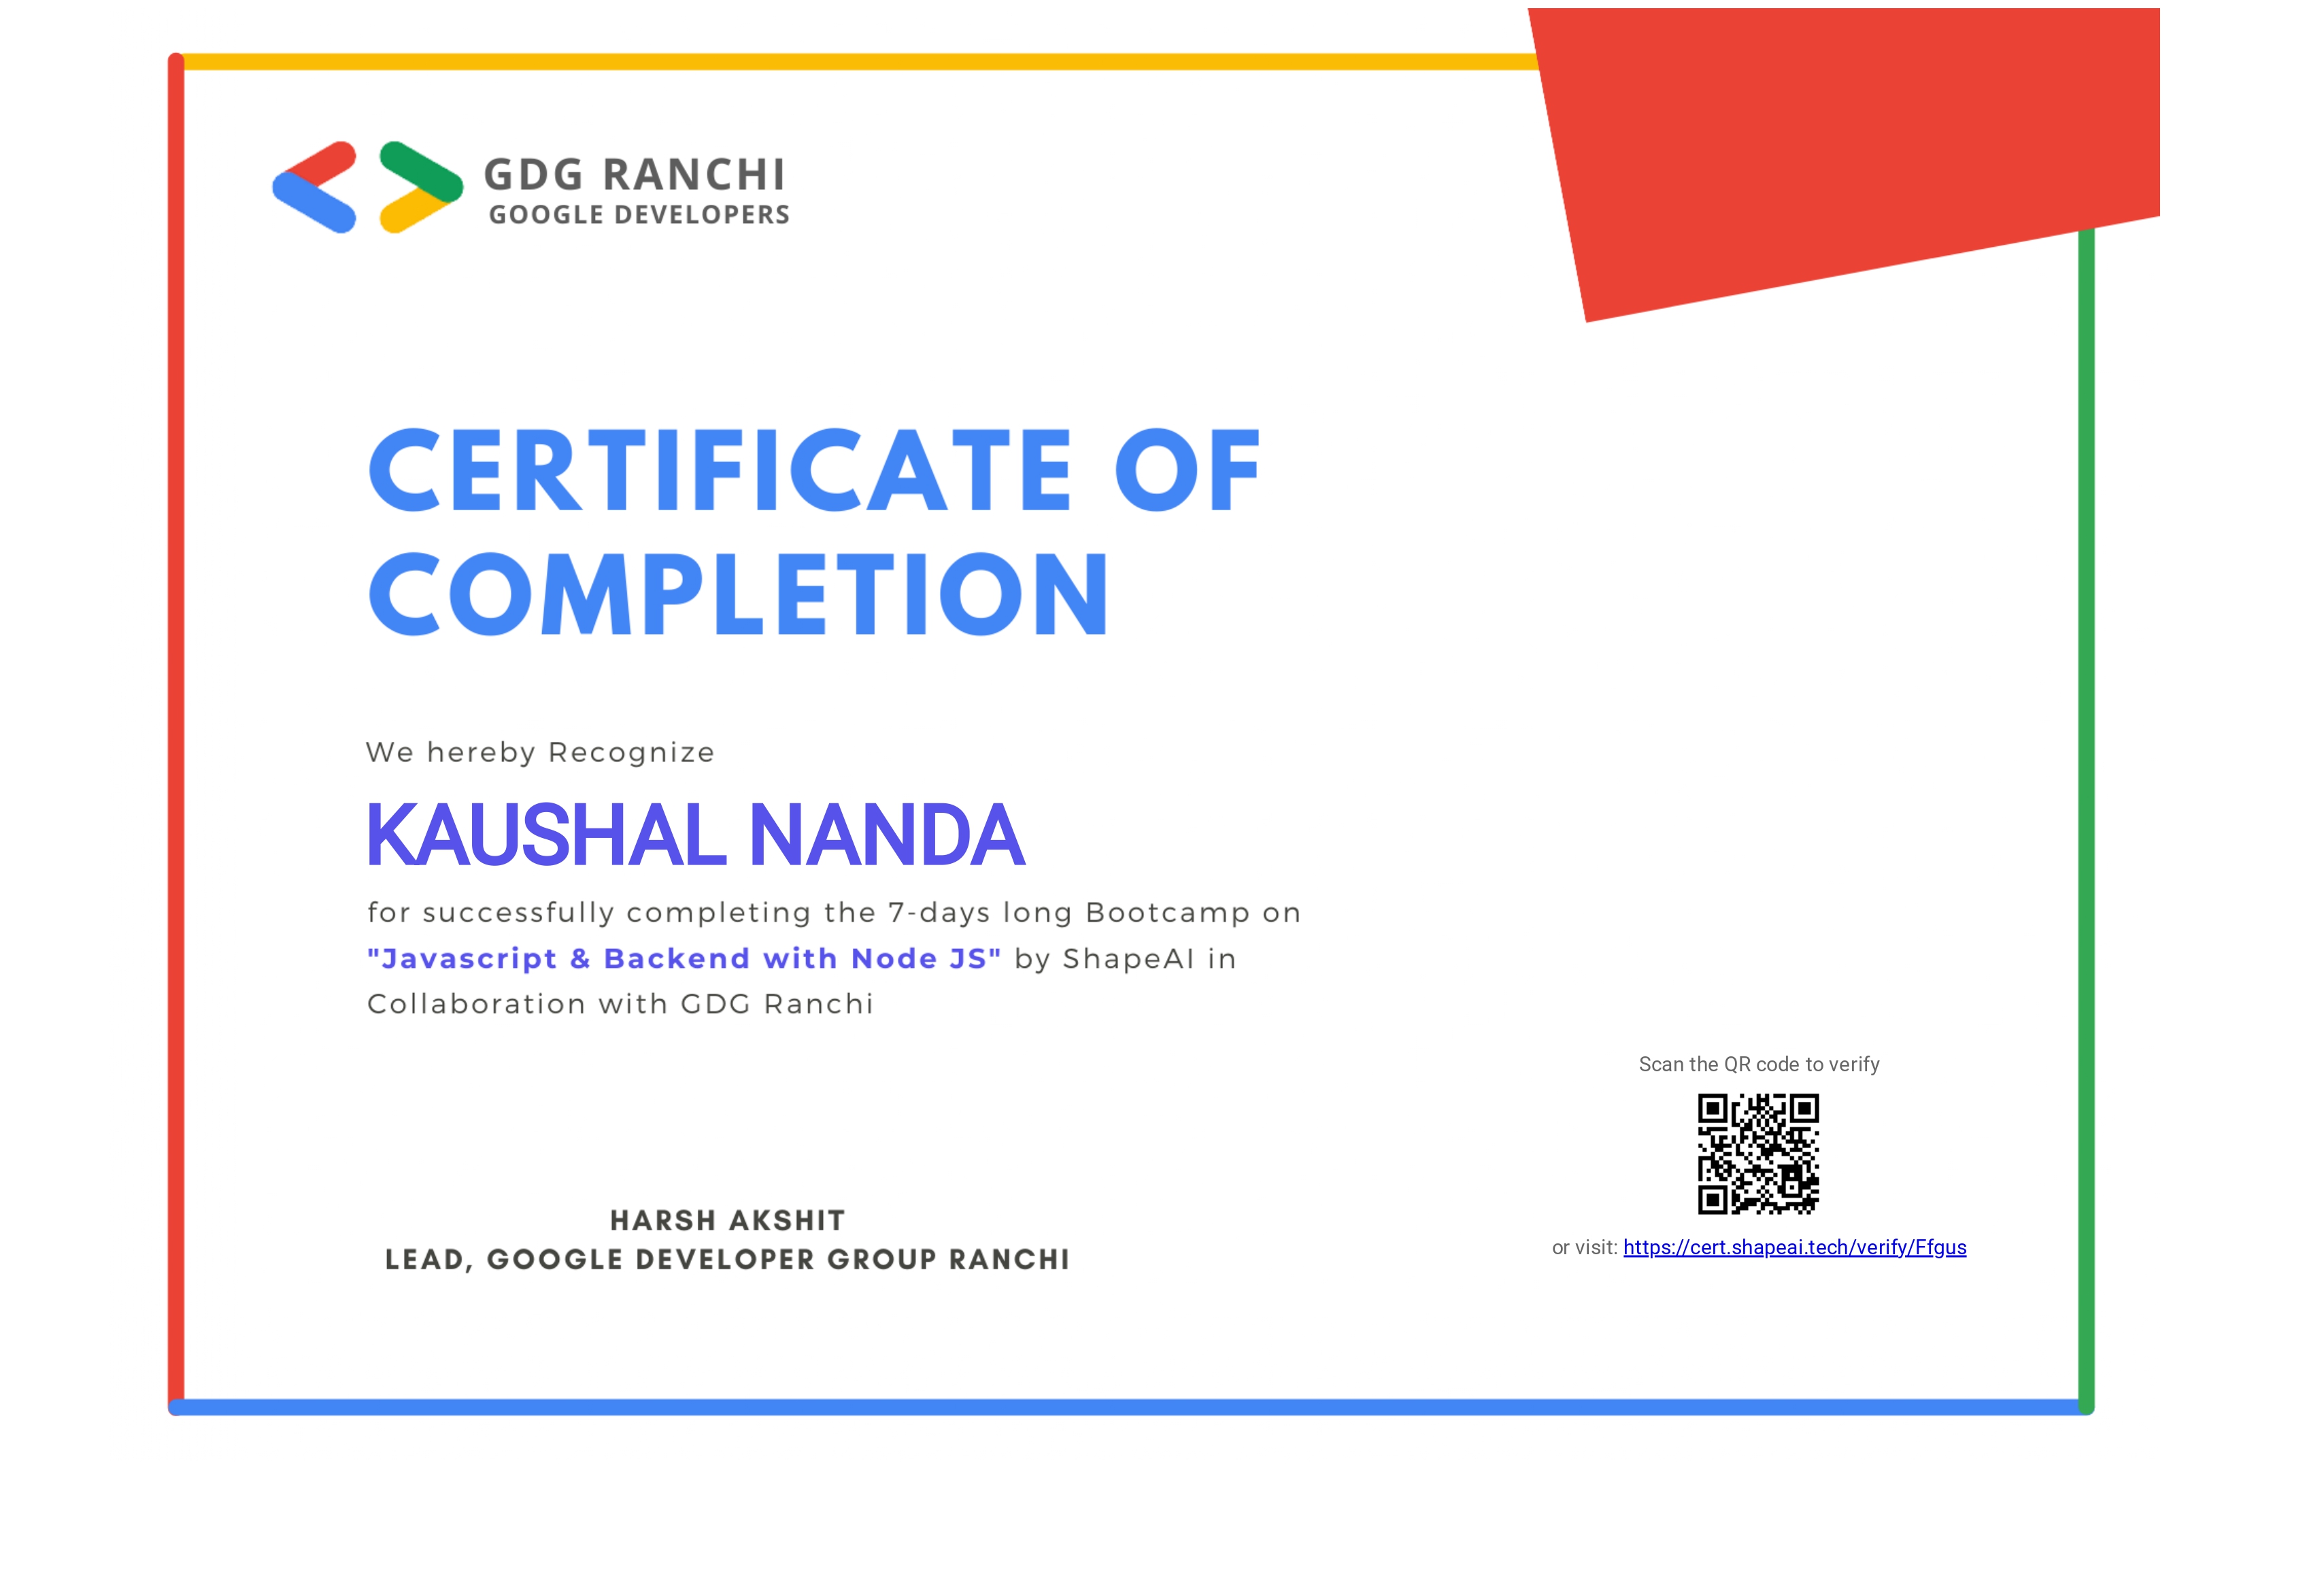 GDG RANCHI
GOOGLE DEVELOPERS
CERTIFICATE OF
COMPLETION
We hereby Recognize
KAUSHAL NANDA
for successfully completing the 7-days long Bootcamp on
"Javascript & Backend with Node JS" by ShapeAI in
Collaboration with GDG Ranchi
Scan the QR code to verify
or visit: https://cert.shapeai.tech/verify/Ffgus
HARSH AKSHIT
LEAD, GOOGLE DEVELOPER GROUP RANCHI